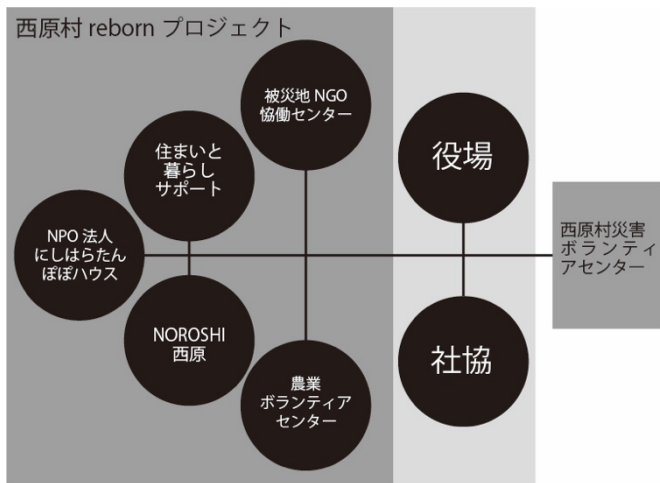 西原村 reborn プロジェクト
被災地 NGO
恊働センター
住まいと
暮らし
サポート
役場
NPO 法人
にしはらたん
ぽぽハウス
西原村災害
ボランティ
アセンター
NOROSHI
西原
社協
農業
ボランティア
センター